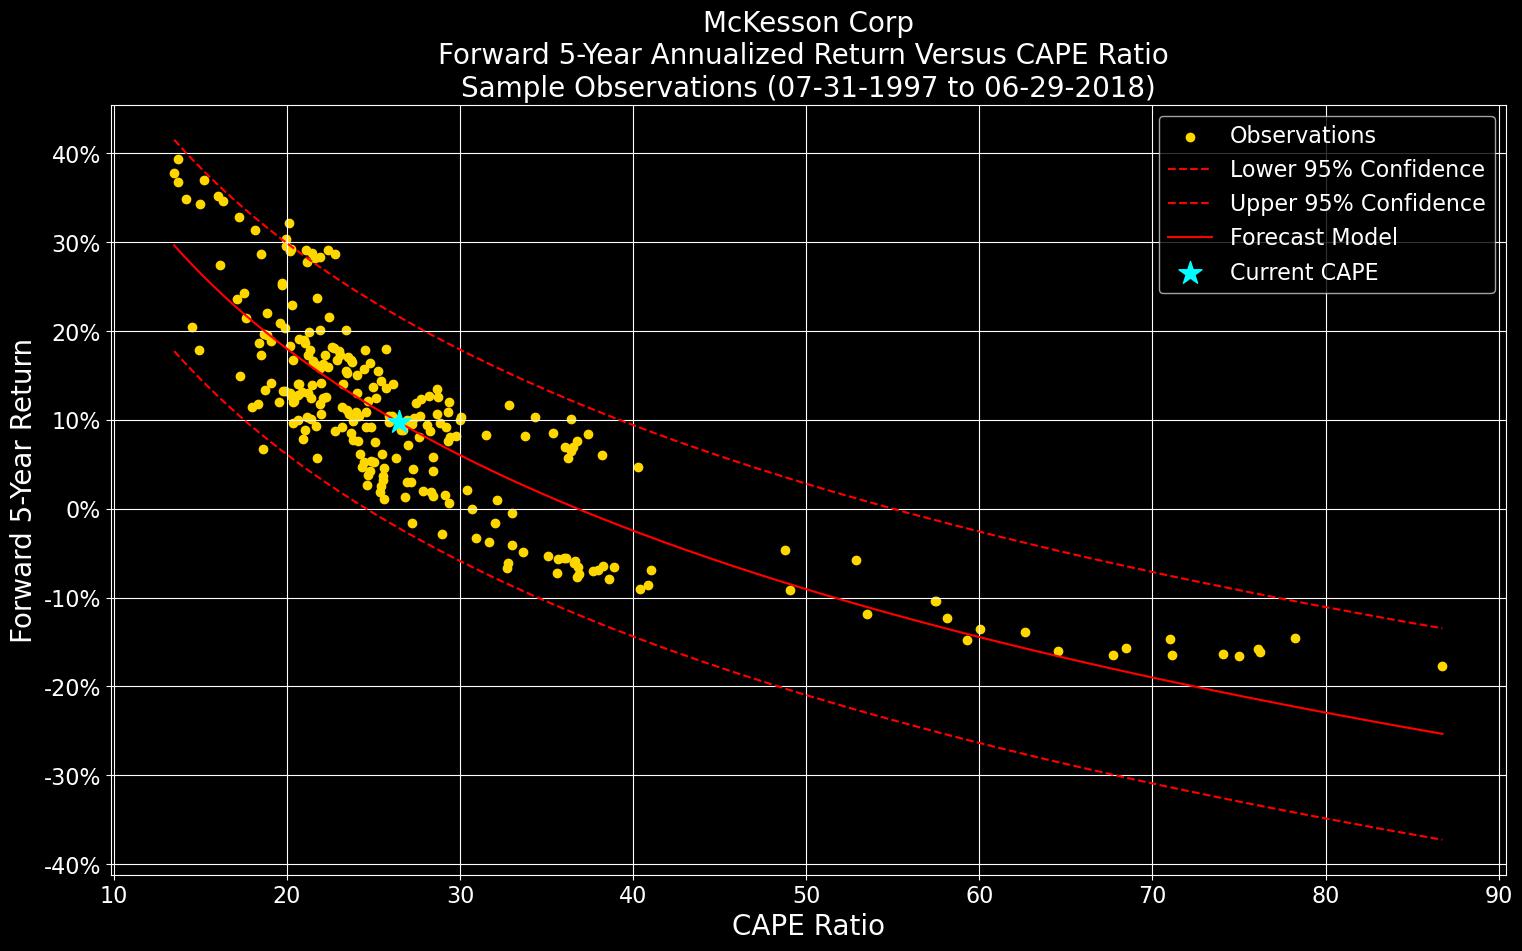 McKesson Corp
Forward 5-Year Annualized Return Versus CAPE Ratio
Sample Observations (07-31-1997 to 06-29-2018)
Observations
Lower 95% Confidence
Upper 95% Confidence
Forecast Model
Current CAPE
Forward 5-Year Return
40%
30%
20%
10%
0%
-10%
-20%
-30%
-40%
10 20 30 40 50 60 70 80 90
CAPE Ratio